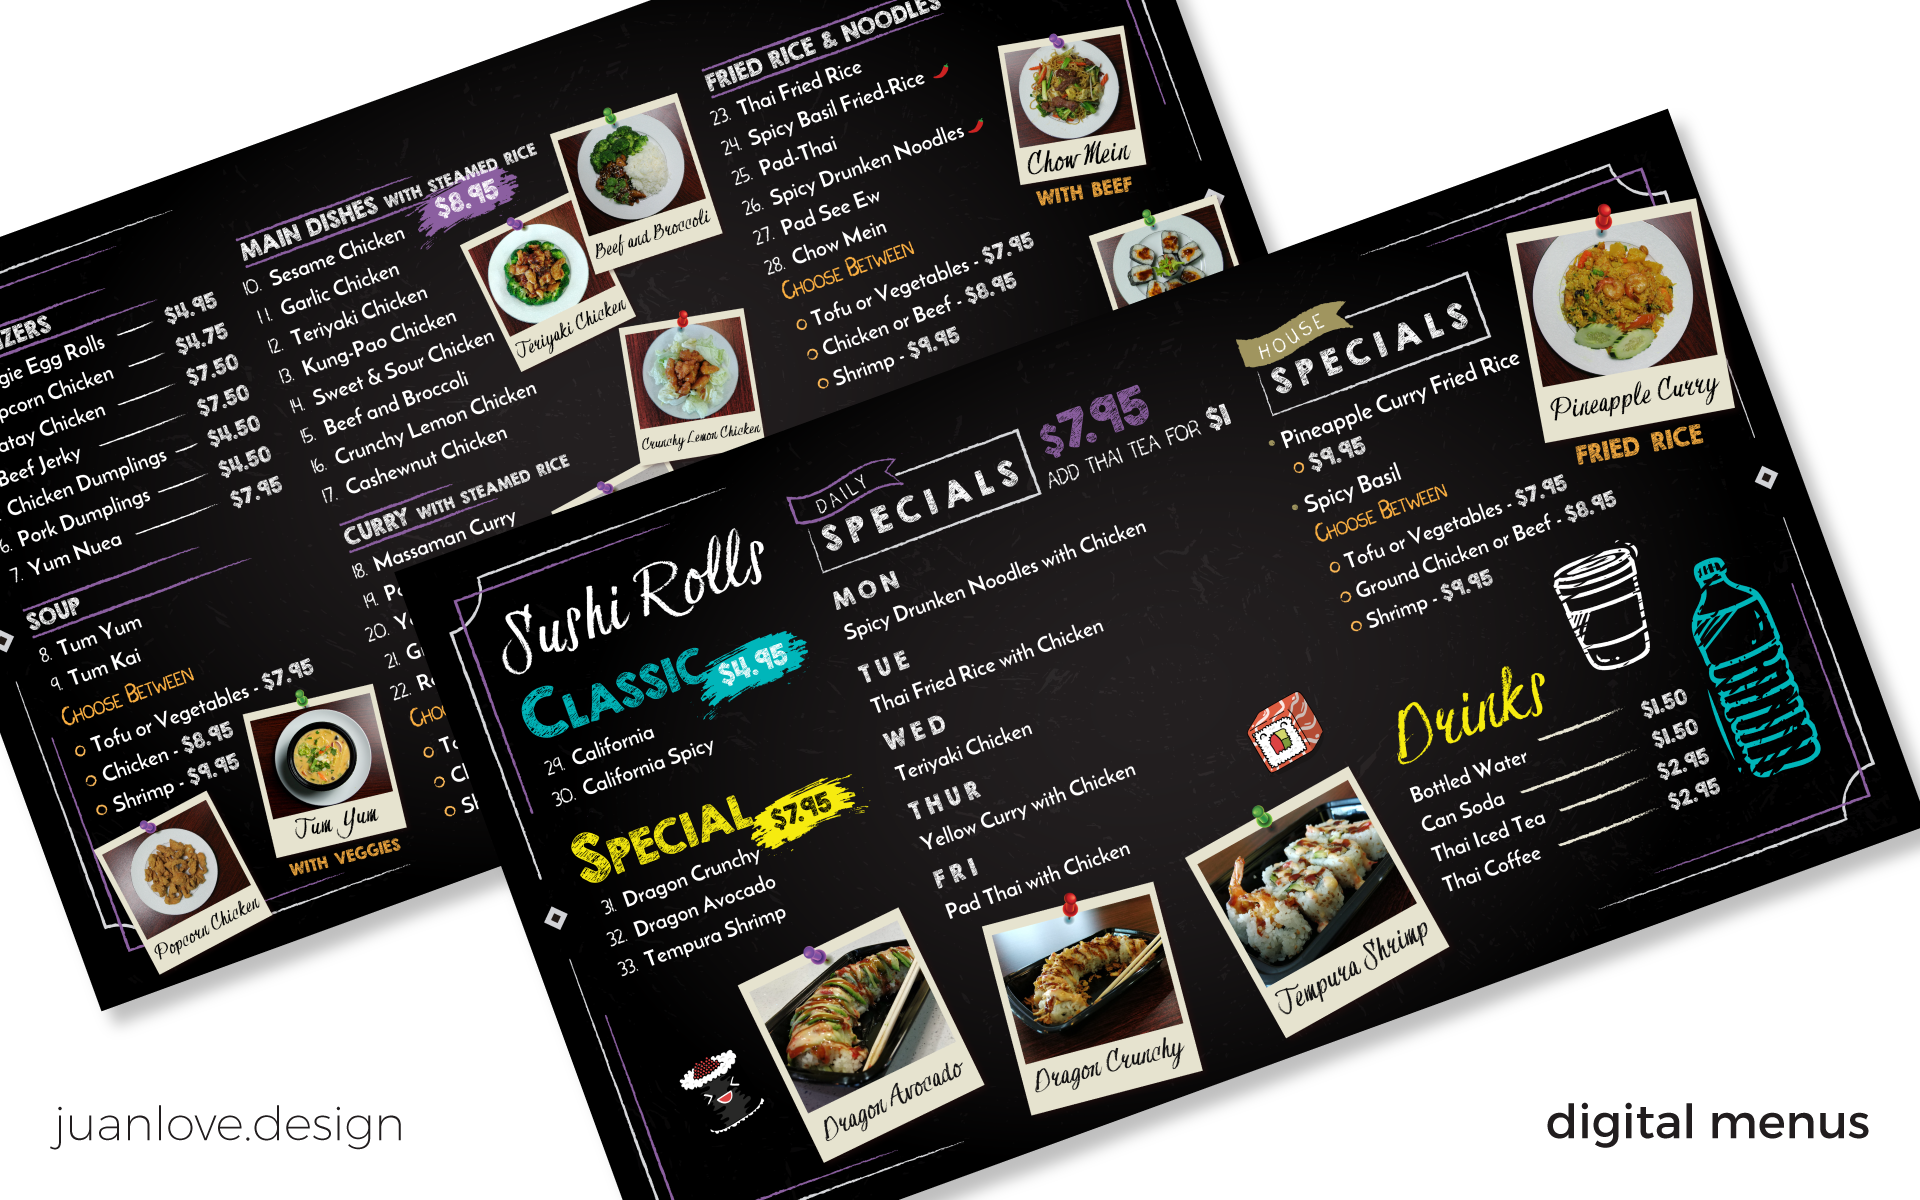 ZERS
gie Egg Rolls $4.95
pcorn Chicken $4.75
atay Chicken $7.50
Beef Jerky $7.50
Chicken Dumplings $4.50
6. Pork Dumplings $4.50
7. Yum Nuea $7.95
SOUP
8. Tum Yum
9. Tum Kai
CHOOSE BETWEEN
Tofu or Vegetables - $7.95
Chicken - $8.95
Shrimp - $9.95
Popcorn Chicken
Tum Yum
WITH VEGGIES
MAIN DISHES WITH STEAMED RICE
$8.95
10. Sesame Chicken
11. Garlic Chicken
12. Teriyaki Chicken
13. Kung-Pao Chicken
14. Sweet & Sour Chicken
15. Beef and Broccoli
16. Crunchy Lemon Chicken
17. Cashewnut Chicken
Teriyaki Chicken
Beef and Broccoli
Crunchy Lemon Chicken
CURRY WITH STEAMED RICE
18. Massaman Curry
19. Pa
20. Y
21. G
22. R
CHO
To
Ch
Sh
FRIED RICE & NOODLES
23. Thai Fried Rice
24. Spicy Basil Fried-Rice
25. Pad-Thai
26. Spicy Drunken Noodles
27. Pad See Ew
28. Chow Mein
CHOOSE BETWEEN
Tofu or Vegetables - $7.95
Chicken or Beef - $8.95
Shrimp - $9.95
Chow Mein
WITH BEEF
Sushi Rolls
CLASSIC $4.95
29. California
30. California Spicy
SPECIAL $7.95
31. Dragon Crunchy
32. Dragon Avocado
33. Tempura Shrimp
DAILY
SPECIALS
$7.95
ADD THAI TEA FOR $1
MON
Spicy Drunken Noodles with Chicken
TUE
Thai Fried Rice with Chicken
WED
Teriyaki Chicken
THUR
Yellow Curry with Chicken
FRI
Pad Thai with Chicken
Dragon Avocado
Dragon Crunchy
Tempura Shrimp
HOUSE
SPECIALS
Pineapple Curry Fried Rice
$9.95
Spicy Basil
CHOOSE BETWEEN
Tofu or Vegetables - $7.95
Ground Chicken or Beef - $8.95
Shrimp - $9.95
Pineapple Curry
FRIED RICE
Drinks
Bottled Water $1.50
Can Soda $1.50
Thai Iced Tea $2.95
Thai Coffee $2.95
juanlove.design
digital menus